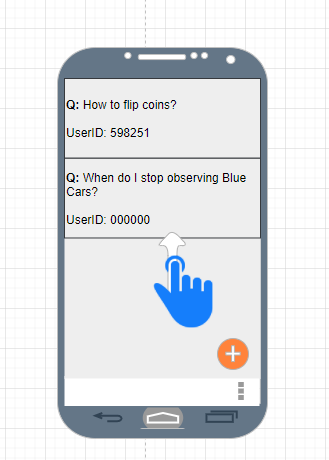 Q: How to flip coins?
UserID: 598251
Q: When do I stop observing Blue
Cars?
UserID: 000000